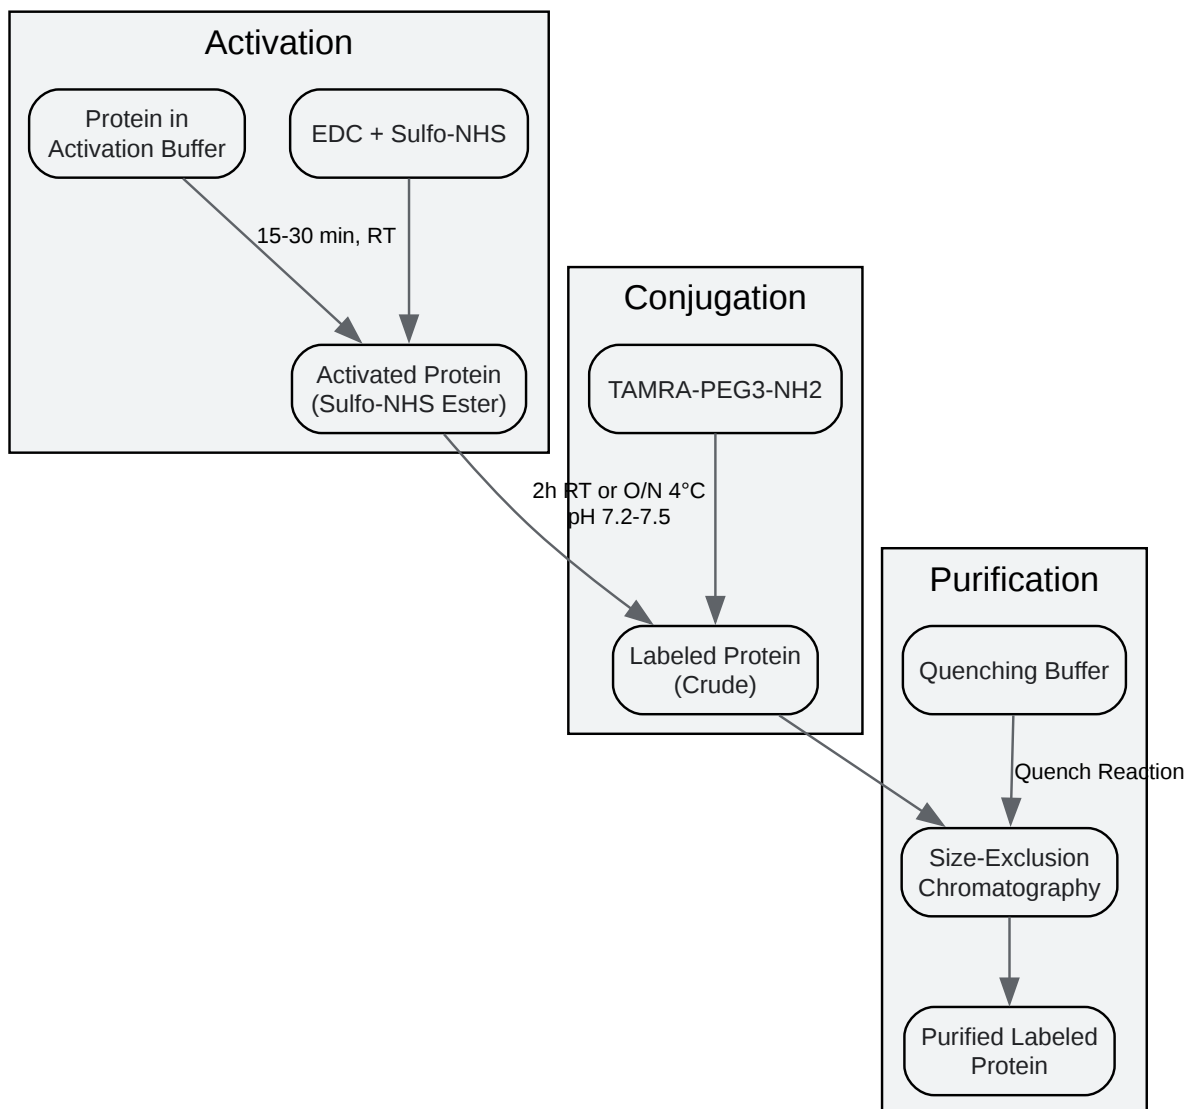 Activation
Protein in
Activation Buffer
EDC + Sulfo-NHS
15-30 min, RT
Activated Protein
(Sulfo-NHS Ester)
Conjugation
TAMRA-PEG3-NH2
2h RT or O/N 4°C
pH 7.2-7.5
Labeled Protein
(Crude)
Purification
Quenching Buffer
Quench Reaction
Size-Exclusion
Chromatography
Purified Labeled
Protein